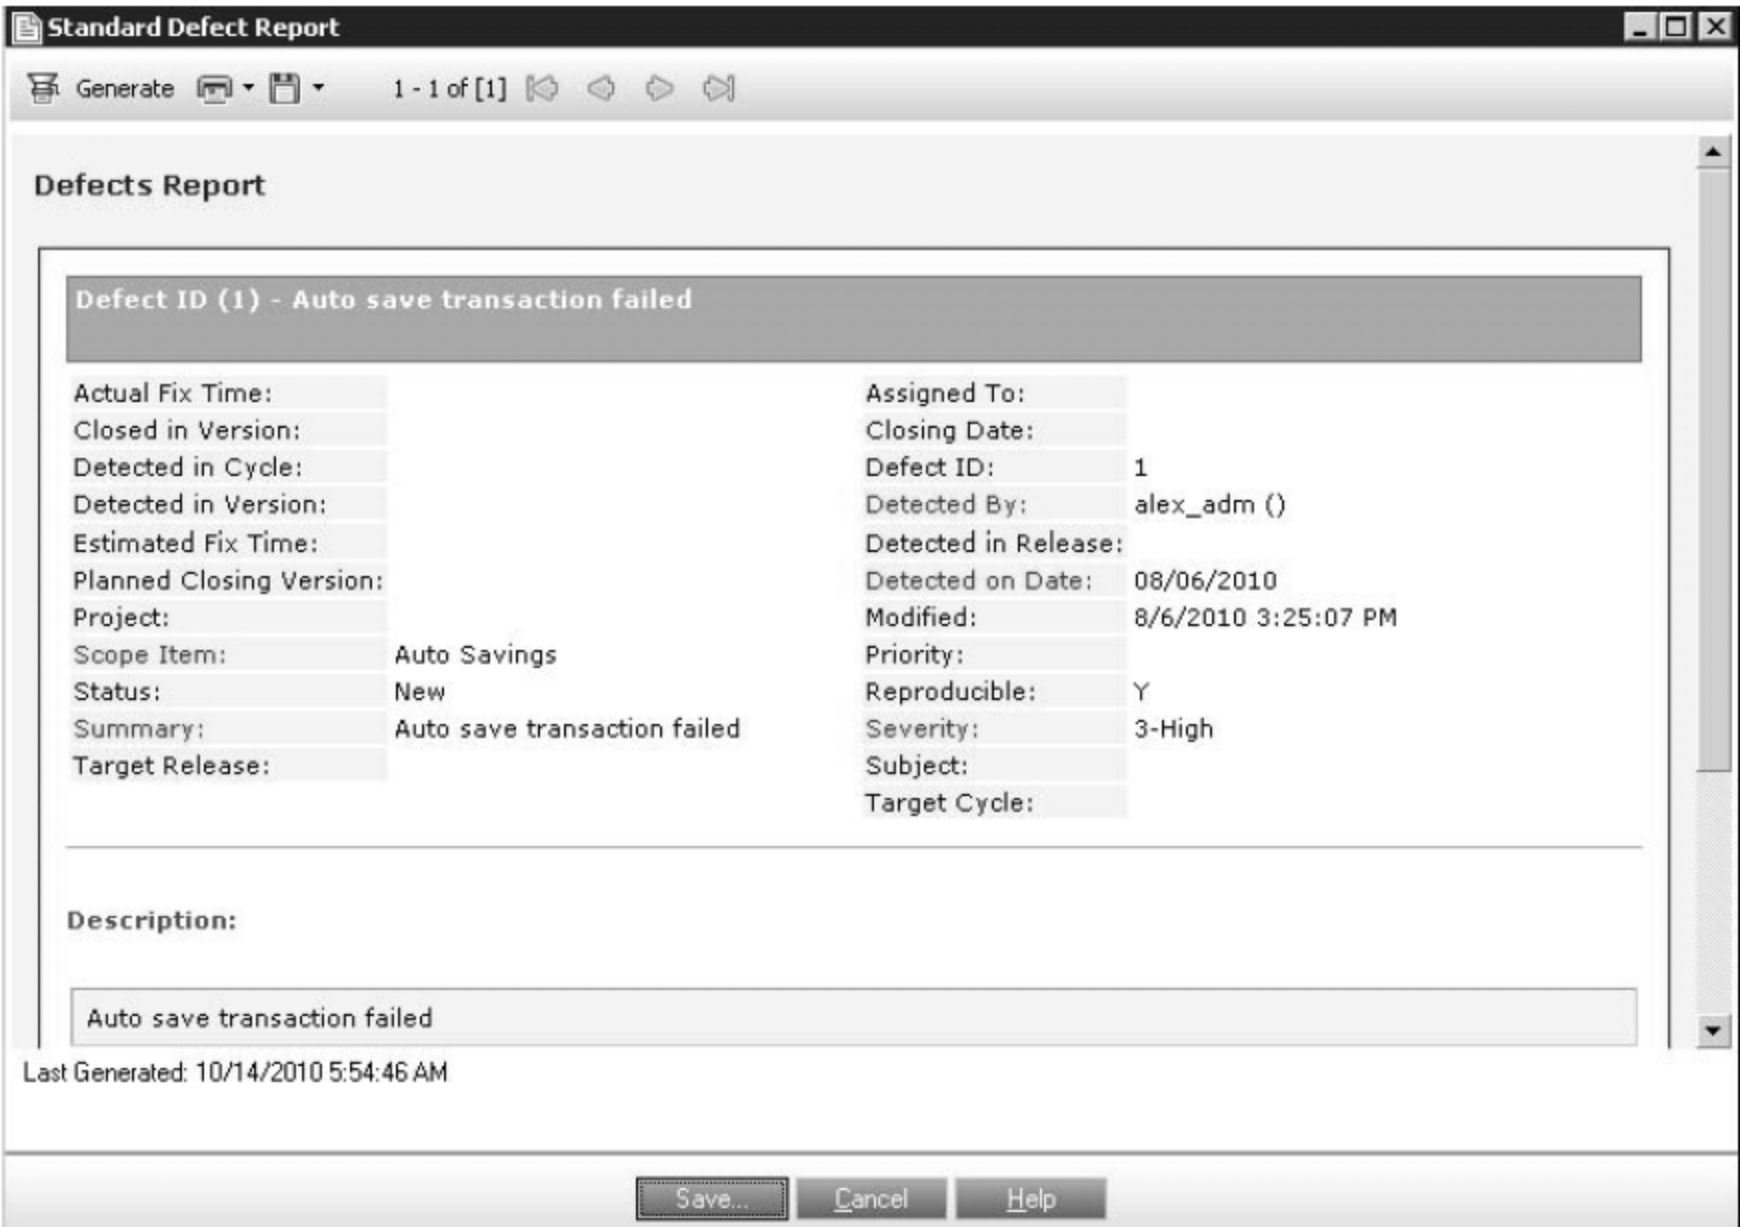 Standard Defect Report
Generate 1 - 1 of [1]
Defects Report
Defect ID (1) - Auto save transaction failed
Actual Fix Time:
Closed in Version:
Detected in Cycle:
Detected in Version:
Estimated Fix Time:
Planned Closing Version:
Project:
Scope Item: Auto Savings
Status: New
Summary: Auto save transaction failed
Target Release:
Assigned To:
Closing Date:
Defect ID: 1
Detected By: alex_adm ()
Detected in Release:
Detected on Date: 08/06/2010
Modified: 8/6/2010 3:25:07 PM
Priority:
Reproducible: Y
Severity: 3-High
Subject:
Target Cycle:
Description:
Auto save transaction failed
Last Generated: 10/14/2010 5:54:46 AM
Save... Cancel Help